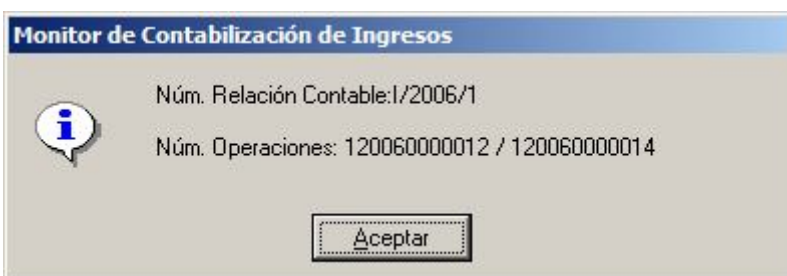 Monitor de Contabilización de Ingresos
Núm. Relación Contable:I/2006/1
Núm. Operaciones: 120060000012 / 120060000014
Aceptar